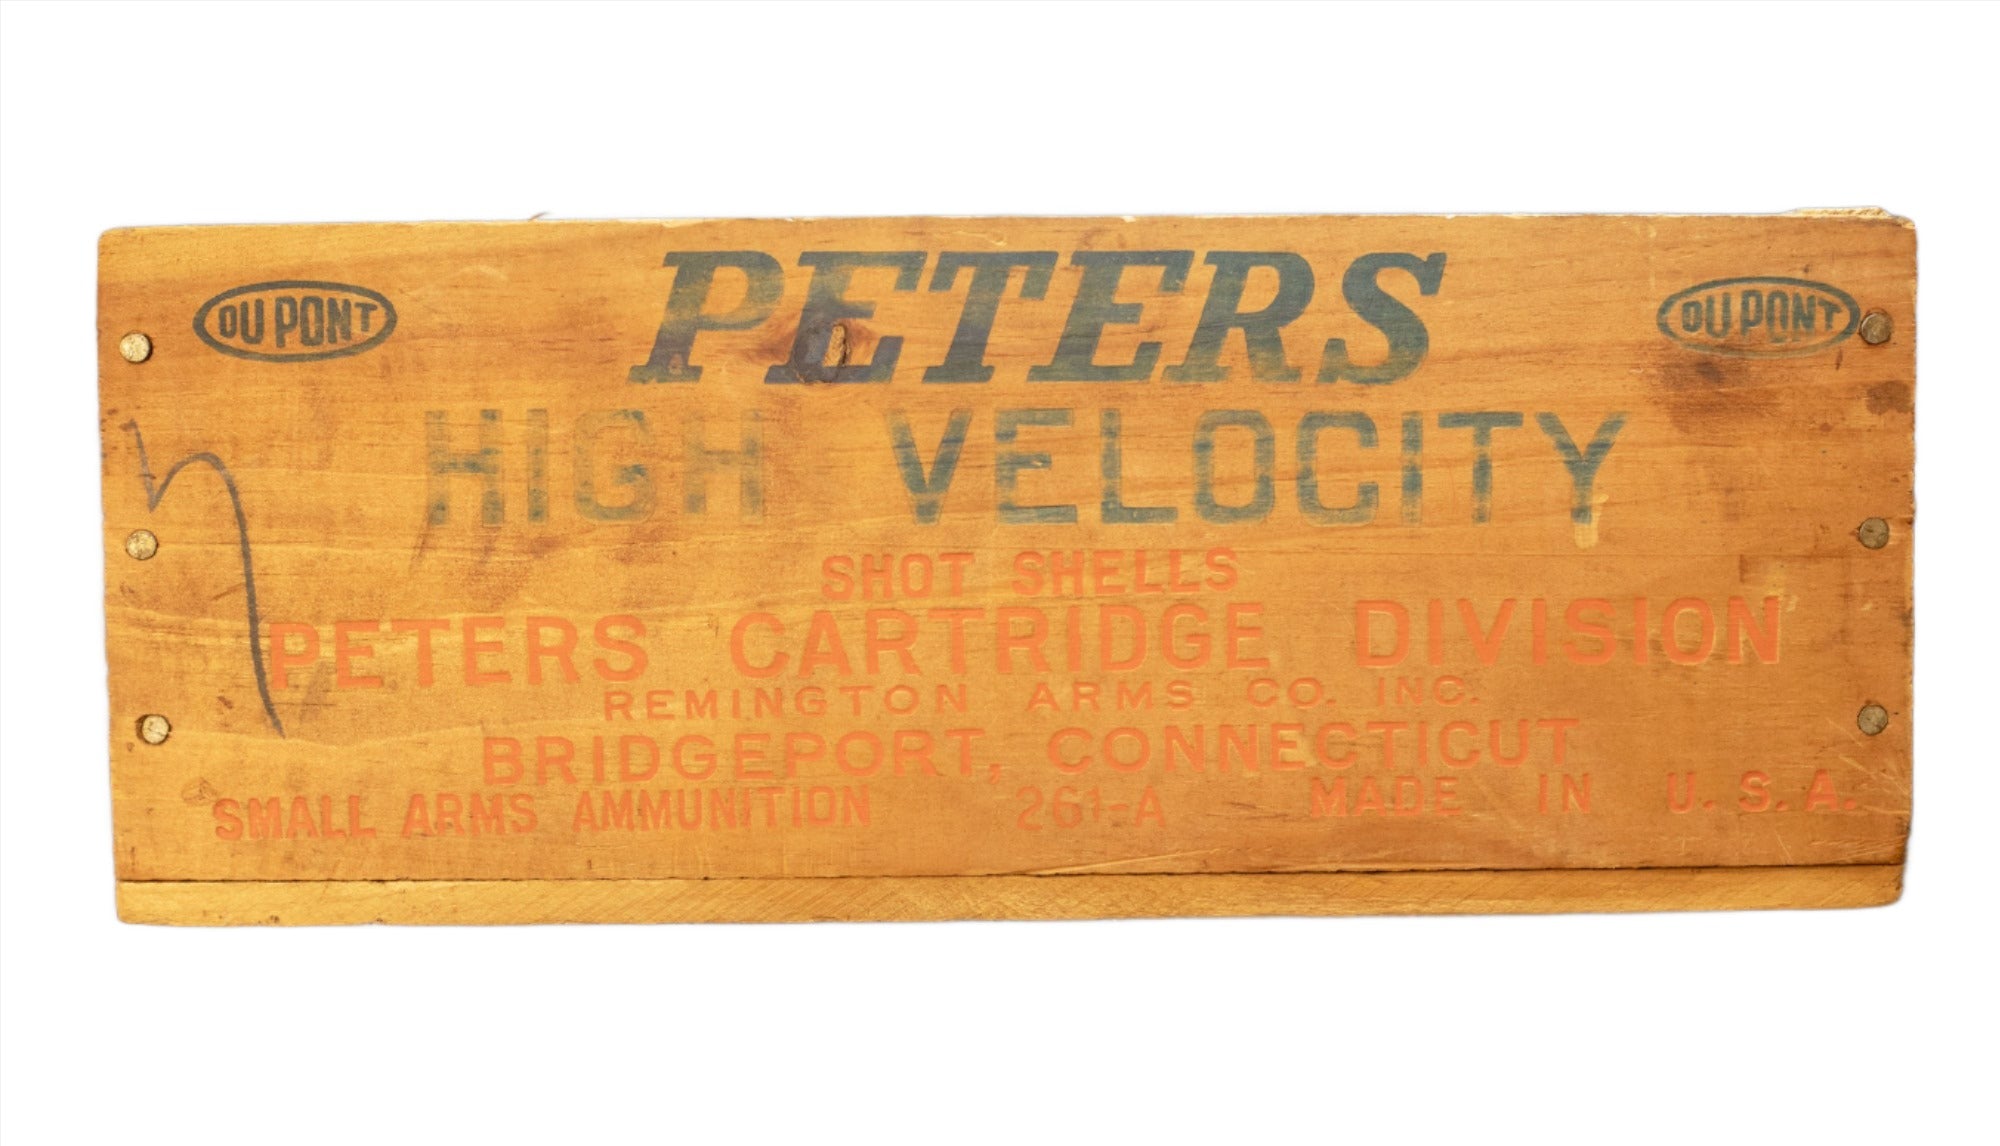 DU PONT PETERS DU PONT
HIGH VELOCITY
SHOT SHELLS
PETERS CARTRIDGE DIVISION
REMINGTON ARMS CO. INC.
BRIDGEPORT, CONNECTICUT
SMALL ARMS AMMUNITION 261-A MADE IN U. S. A.